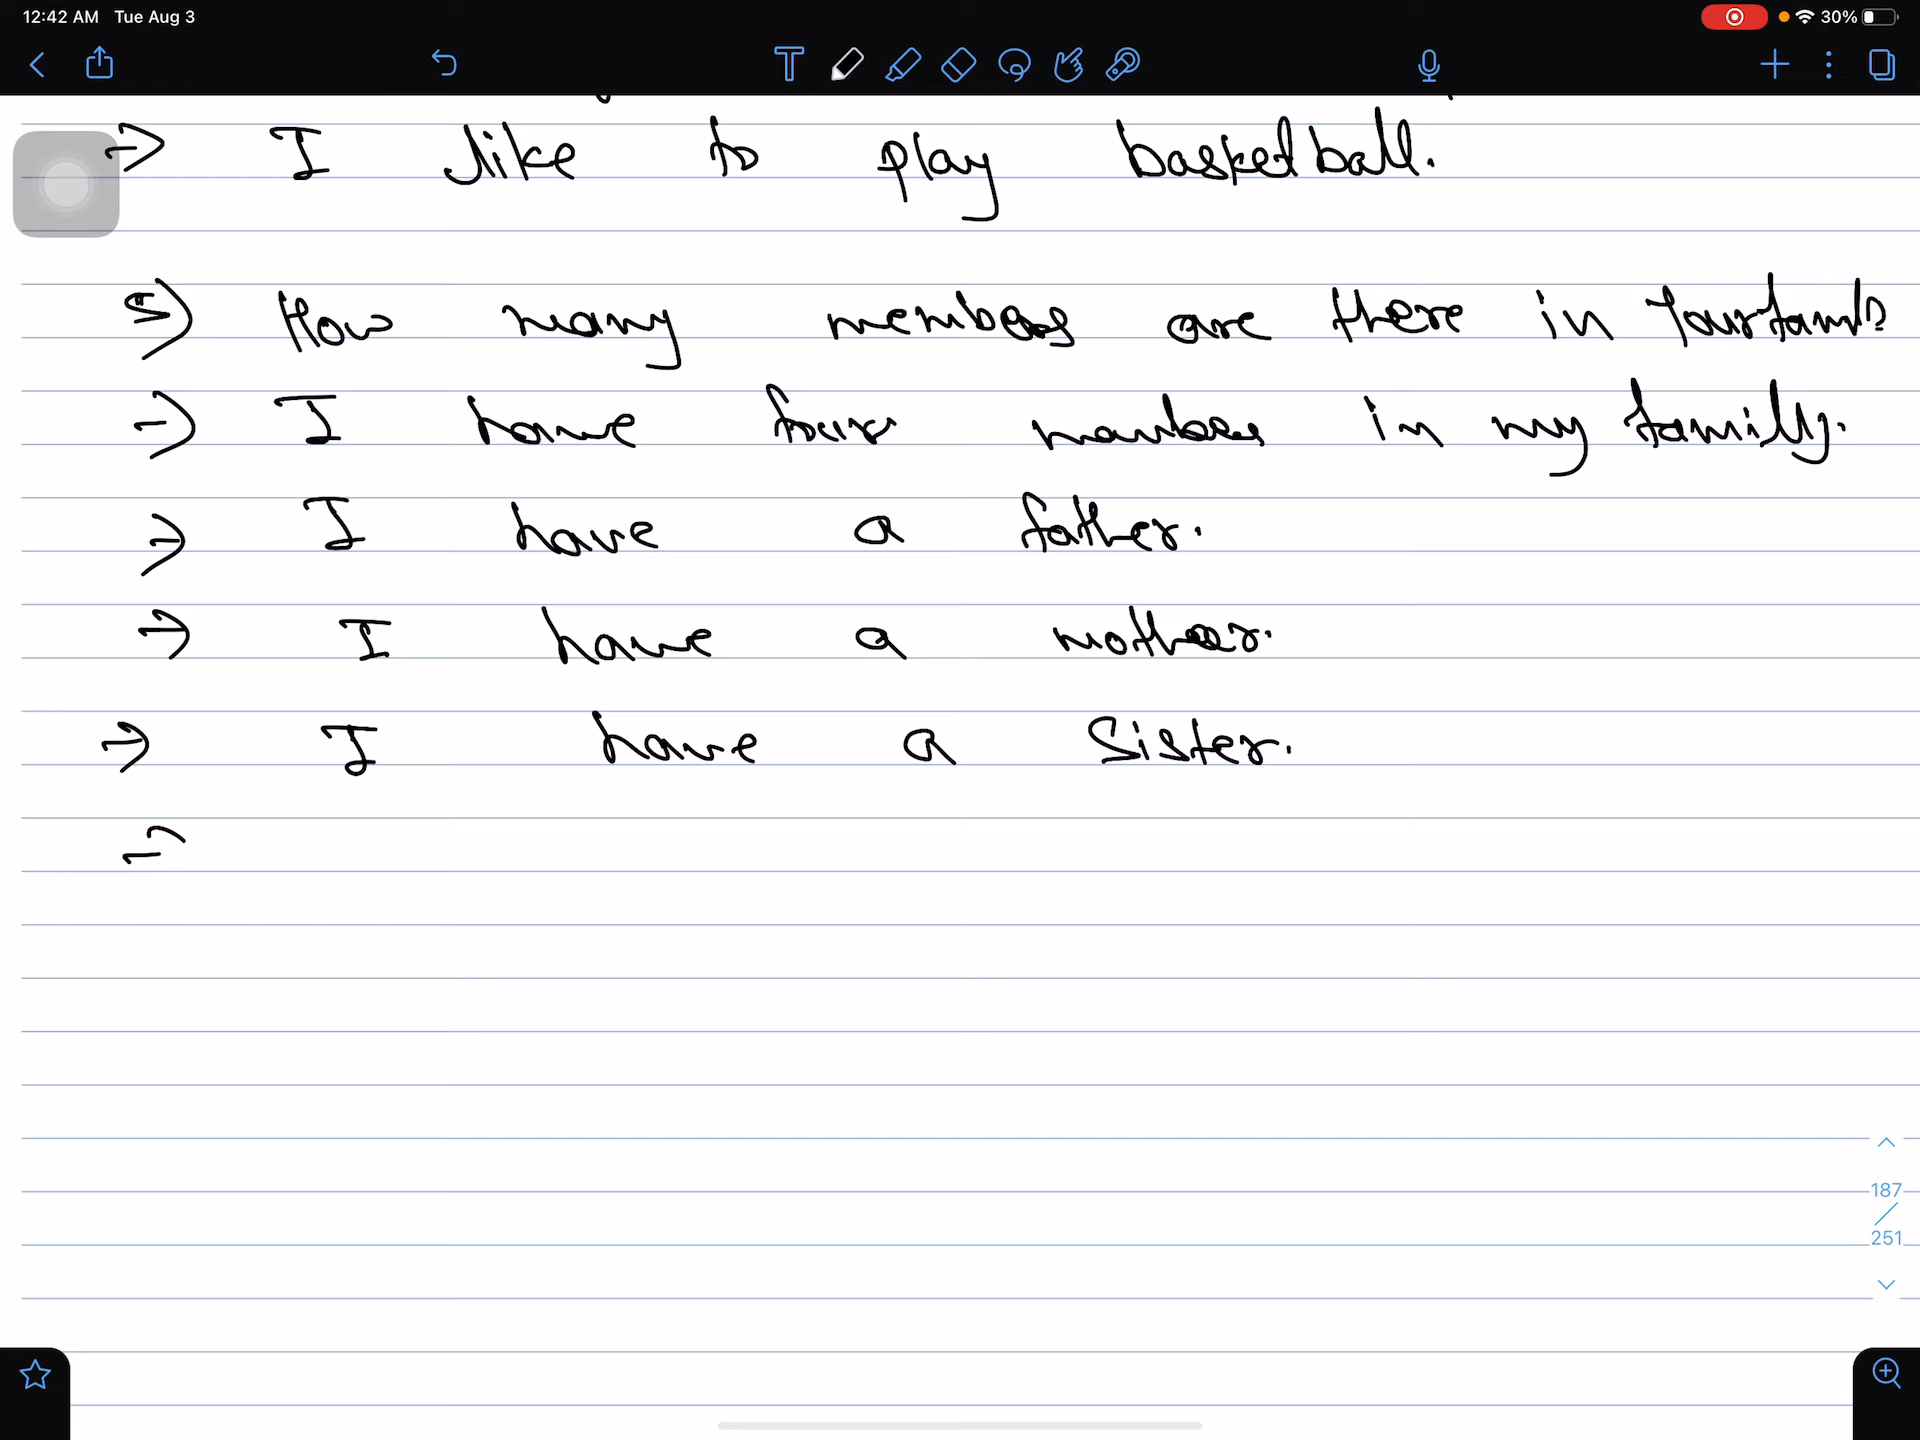 12:42 AM Tue Aug 3 30%
→ I like to play basketball.
5) How many members are there in your family?
→ I have four members in my family.
→ I have a father.
→ I have a mother.
→ I have a Sister.
187
/
251